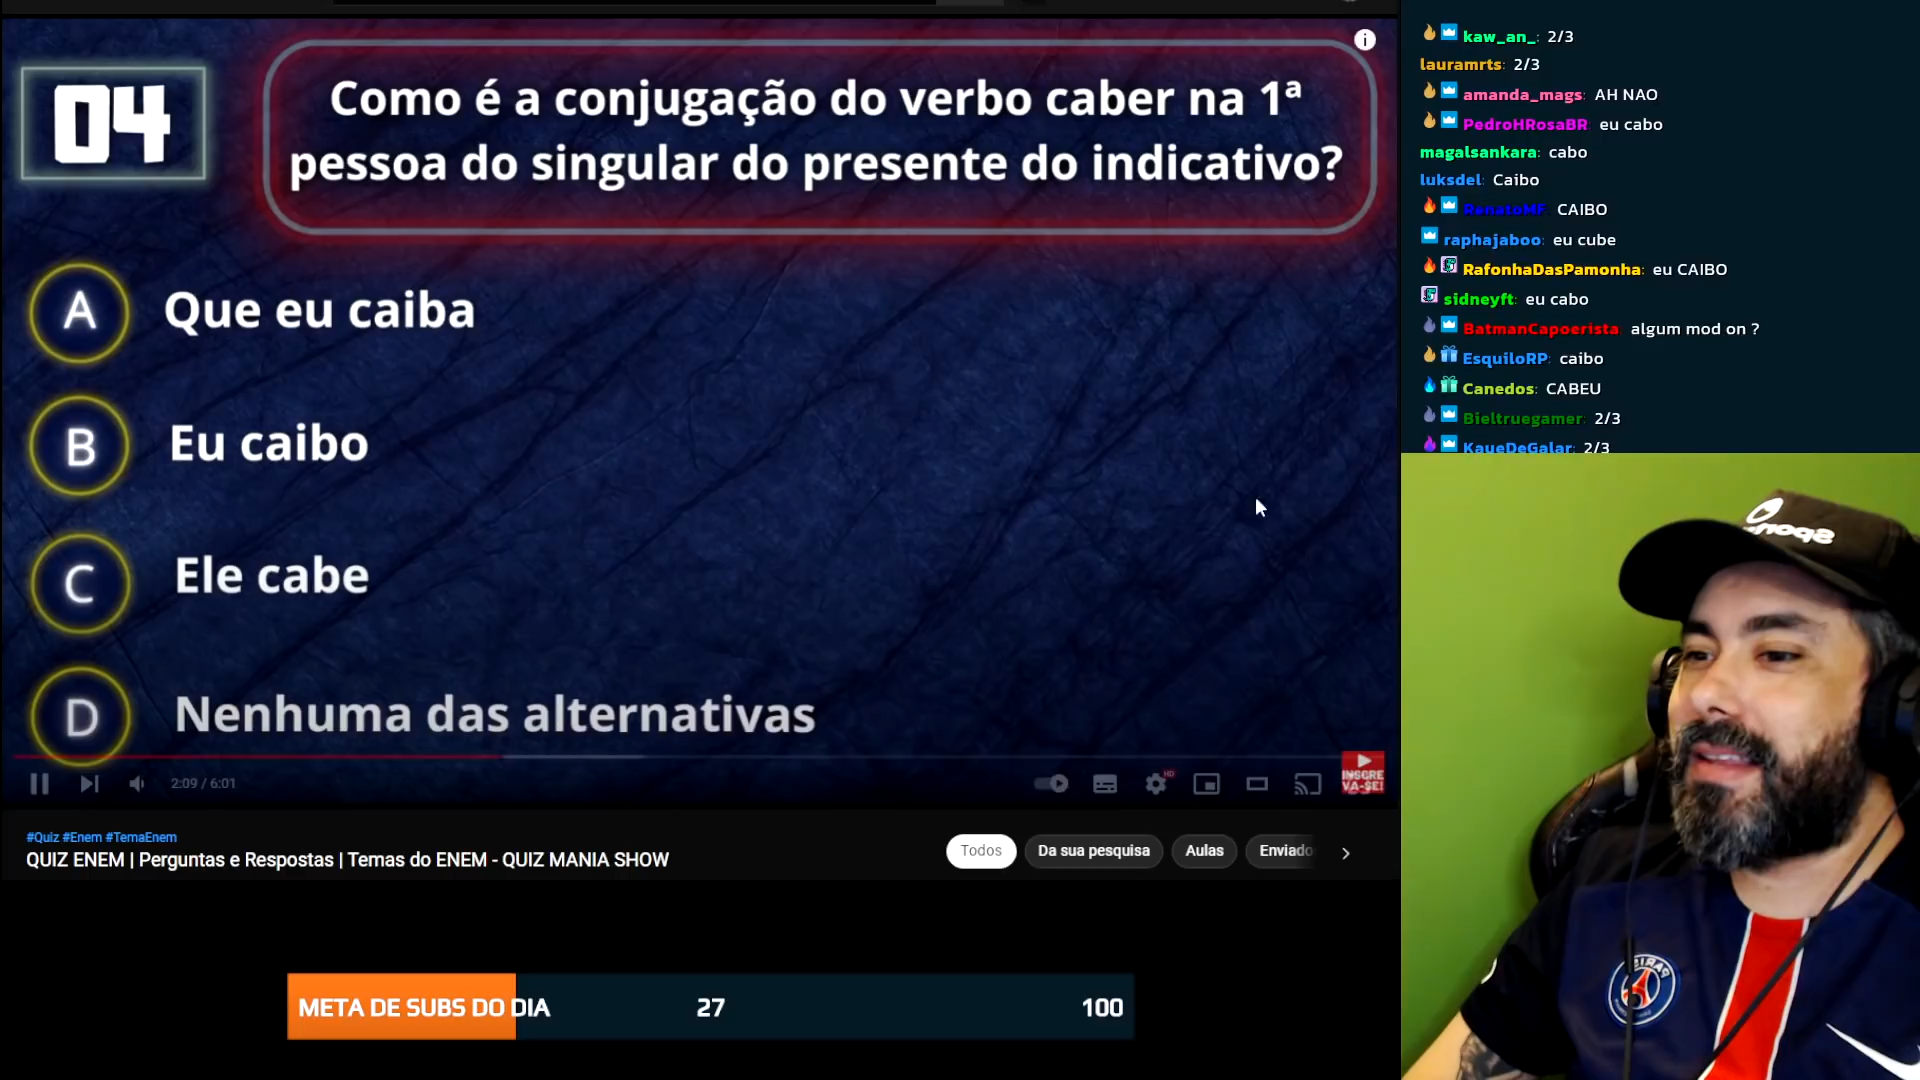 04
Como é a conjugação do verbo caber na 1ª
pessoa do singular do presente do indicativo?
A Que eu caiba
B Eu caibo
C Ele cabe
D Nenhuma das alternativas
2:09 / 6:01
HD
INSCRE
VA-SE!
#Quiz #Enem #TemaEnem
QUIZ ENEM | Perguntas e Respostas | Temas do ENEM - QUIZ MANIA SHOW
Todos
Da sua pesquisa
Aulas
Enviado
META DE SUBS DO DIA 27 100
kaw_an_: 2/3
lauramrts: 2/3
amanda_mags: AH NAO
PedroHRosaBR: eu cabo
magalsankara: cabo
luksdel: Caibo
RenatoMF: CAIBO
raphajaboo: eu cube
RafonhaDasPamonha: eu CAIBO
sidneyft: eu cabo
BatmanCapoerista: algum mod on ?
EsquiloRP: caibo
Canedos: CABEU
Bieltruegamer: 2/3
KaueDeGalar: 2/3
PARIS